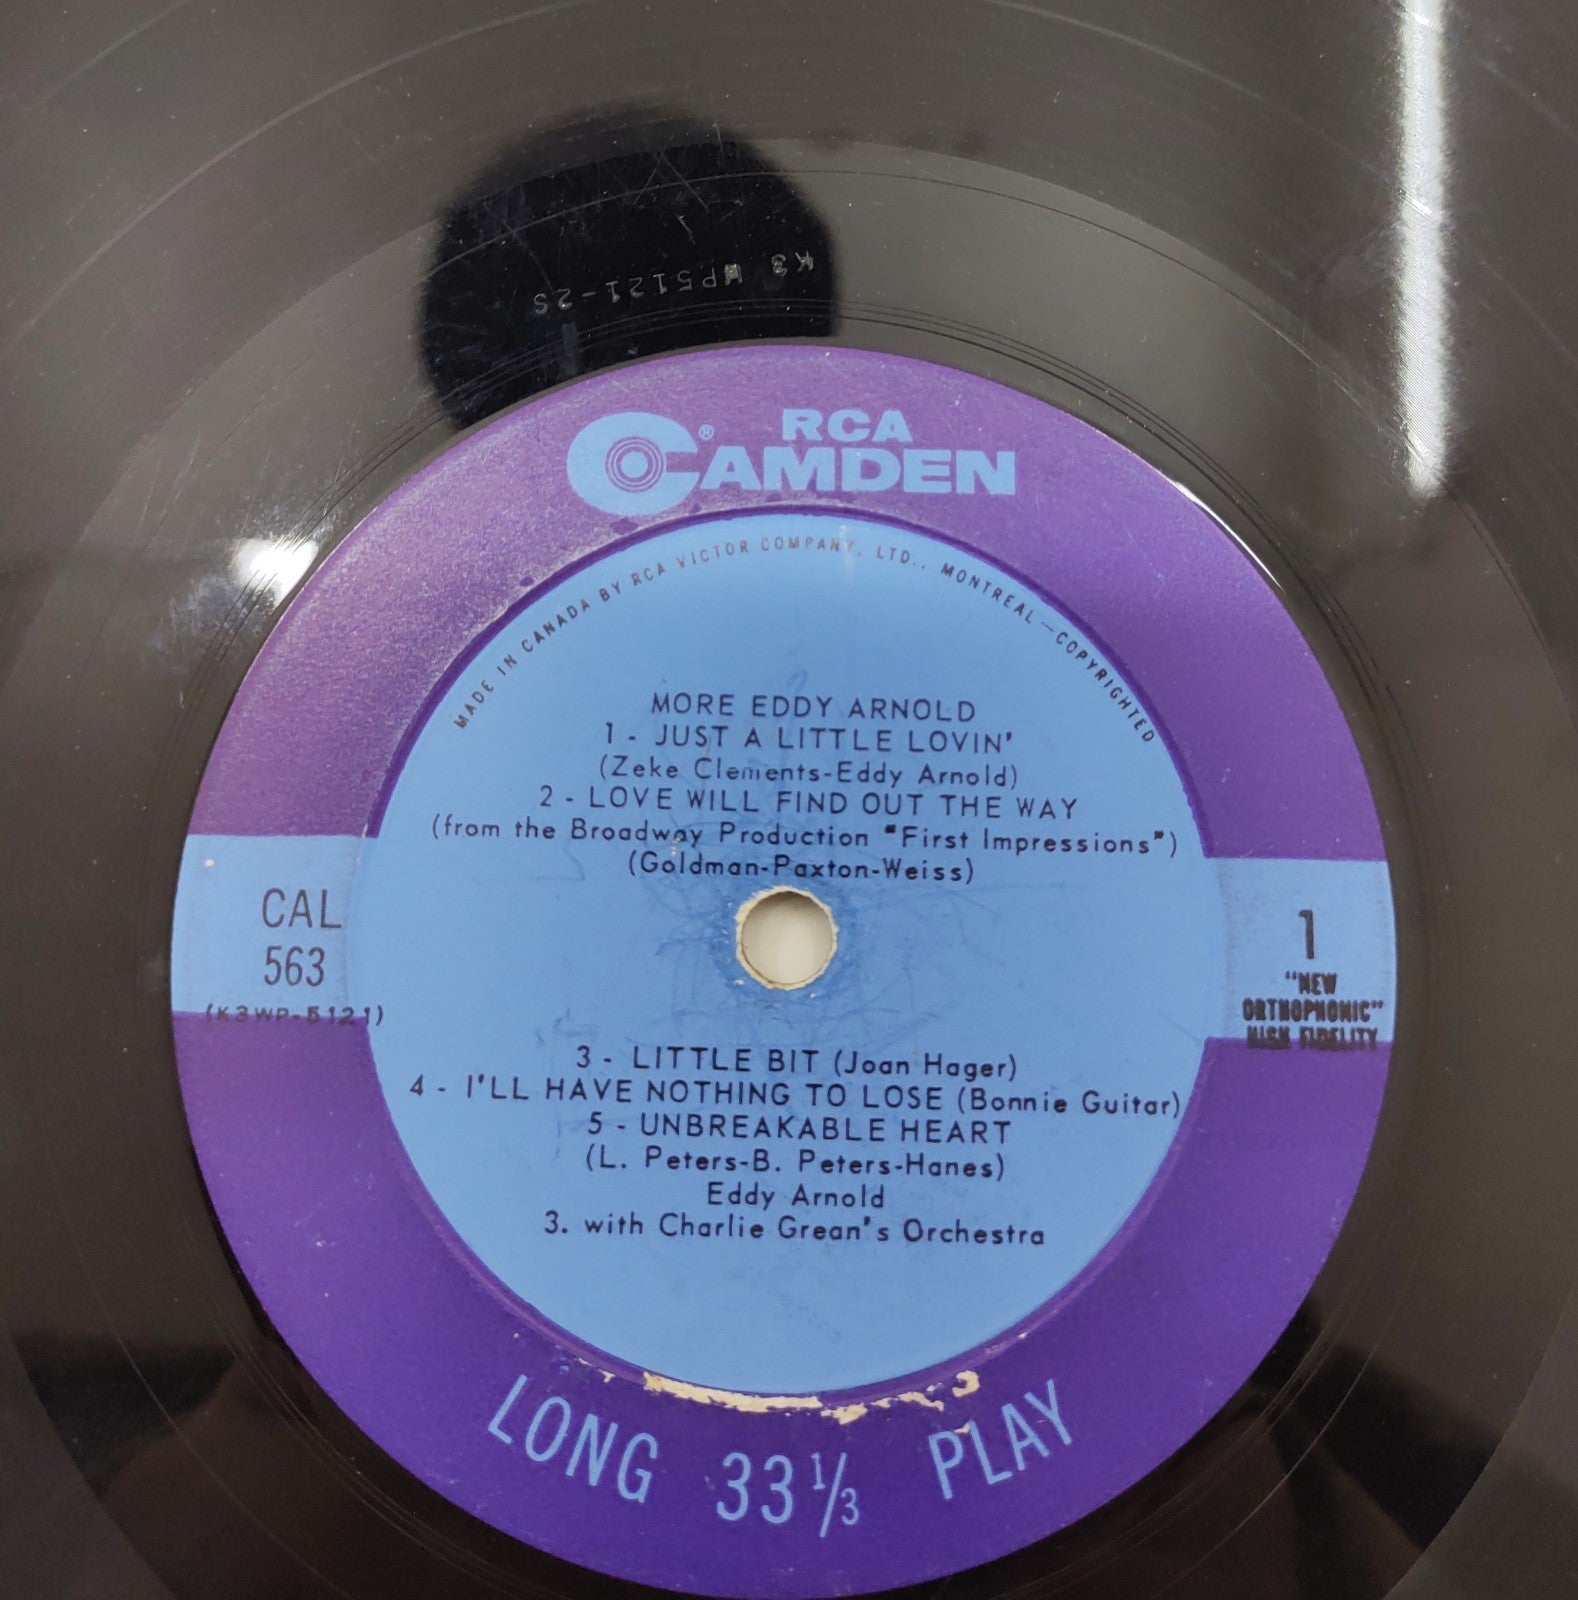 K3 WP5121-2S
RCA
CAMDEN®
MADE IN CANADA BY RCA VICTOR COMPANY, LTD., MONTREAL—COPYRIGHTED
MORE EDDY ARNOLD
1 - JUST A LITTLE LOVIN'
(Zeke Clements-Eddy Arnold)
2 - LOVE WILL FIND OUT THE WAY
(from the Broadway Production "First Impressions")
(Goldman-Paxton-Weiss)
CAL
563
(K3WP-5121)
1
"NEW
ORTHOPHONIC"
HIGH FIDELITY
3 - LITTLE BIT (Joan Hager)
4 - I'LL HAVE NOTHING TO LOSE (Bonnie Guitar)
5 - UNBREAKABLE HEART
(L. Peters-B. Peters-Hanes)
Eddy Arnold
3. with Charlie Grean's Orchestra
LONG 33 1/3 PLAY